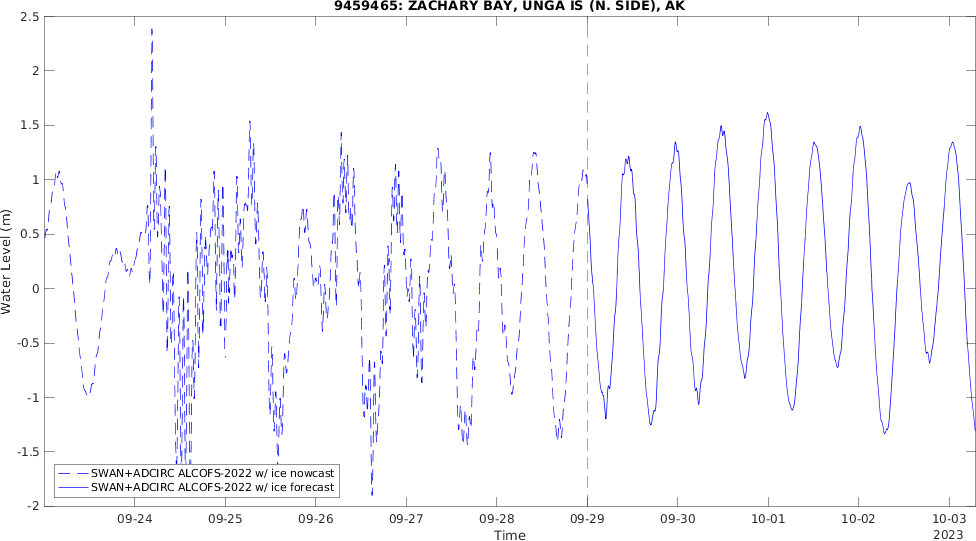 9459465: ZACHARY BAY, UNGA IS (N. SIDE), AK
2.5
2
1.5
1
0.5
0
-0.5
-1
-1.5
-2
Water Level (m)
SWAN+ADCIRC ALCOFS-2022 w/ ice nowcast
SWAN+ADCIRC ALCOFS-2022 w/ ice forecast
09-24 09-25 09-26 09-27 09-28 09-29 09-30 10-01 10-02 10-03
2023
Time